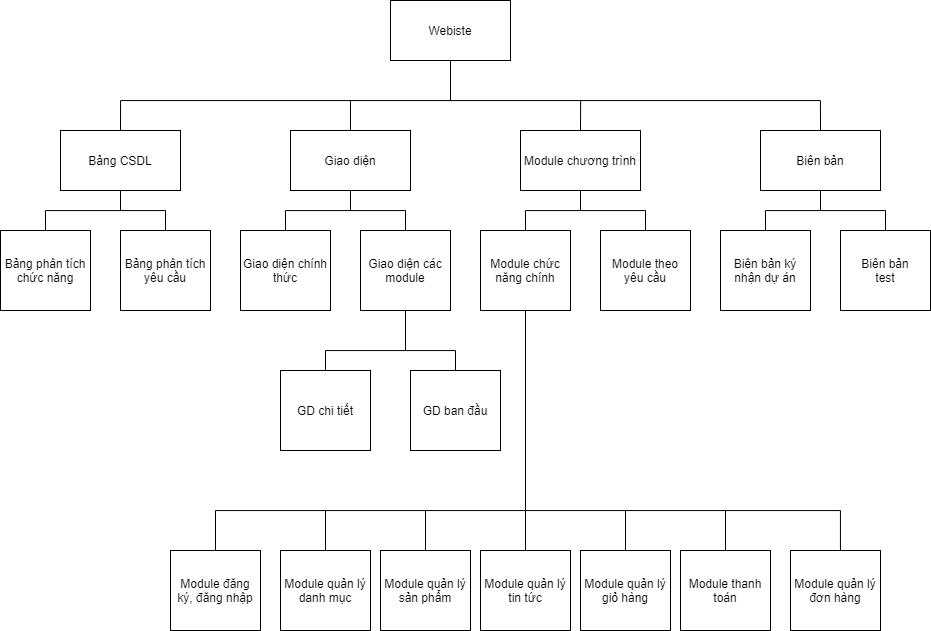 Webiste
Bảng CSDL
Giao diện
Module chương trình
Biên bản
Bảng phân tích
chức năng
Bảng phân tích
yêu cầu
Giao diện chính
thức
Giao diện các
module
Module chức
năng chính
Module theo
yêu cầu
Biên bản ký
nhận dự án
Biên bản
test
GD chi tiết
GD ban đầu
Module đăng
ký, đăng nhập
Module quản lý
danh mục
Module quản lý
sản phẩm
Module quản lý
tin tức
Module quản lý
giỏ hàng
Module thanh
toán
Module quản lý
đơn hàng